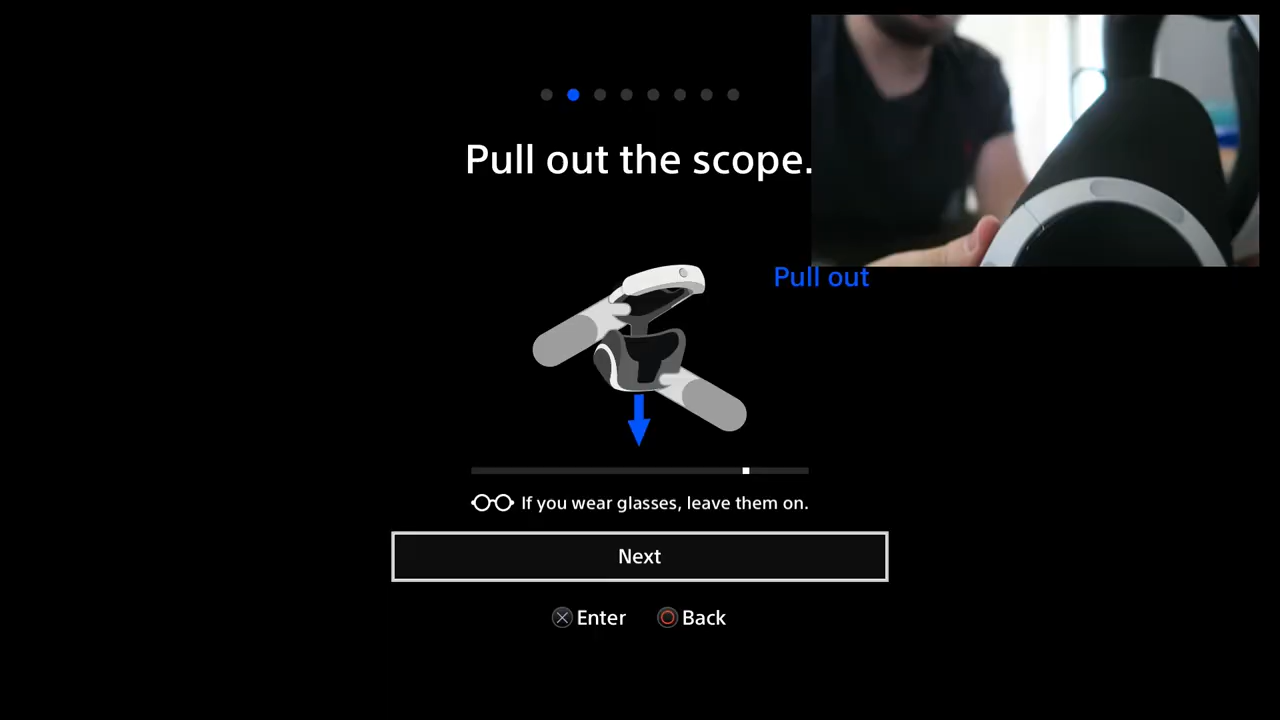 Pull out the scope.
Pull out
If you wear glasses, leave them on.
Next
Enter
Back